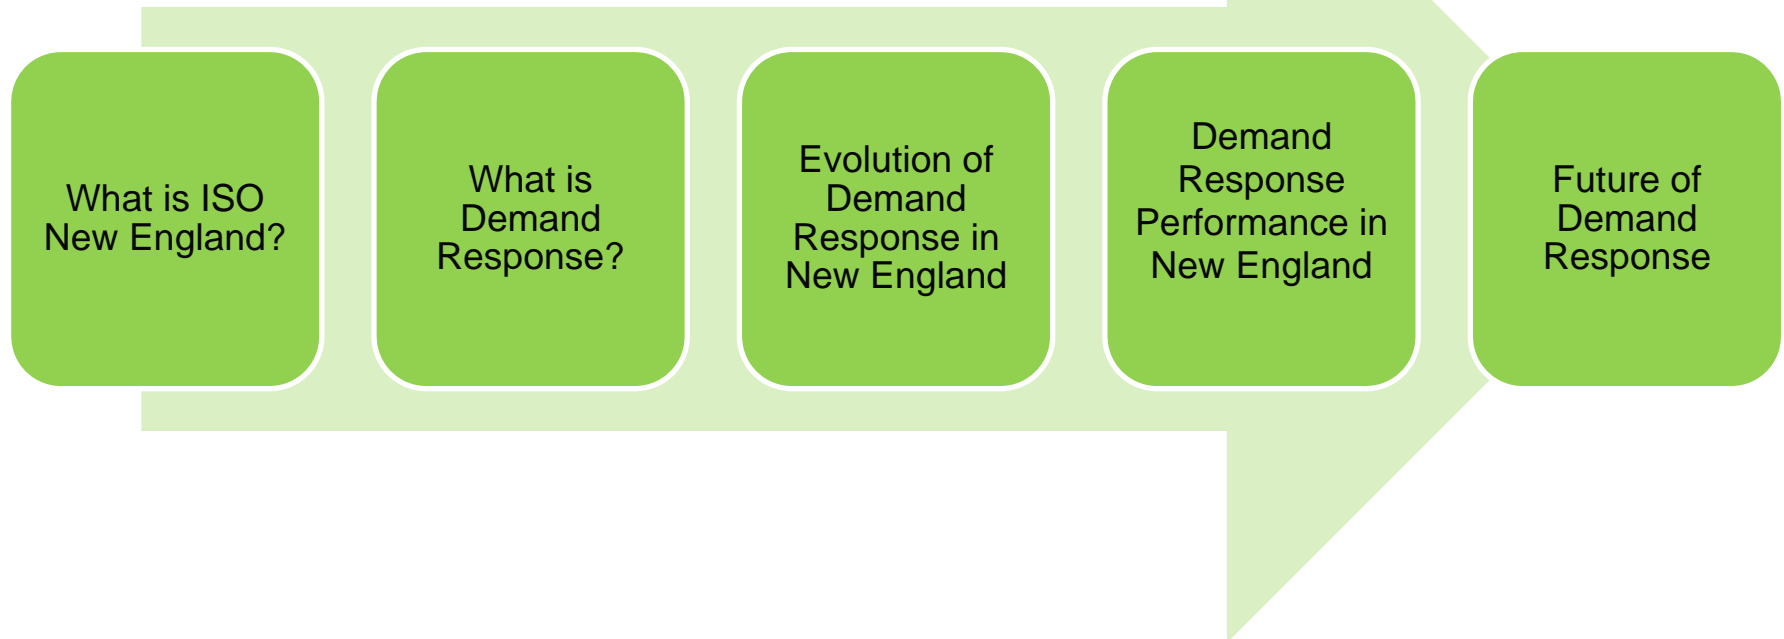 What is ISO
New England?
What is
Demand
Response?
Evolution of
Demand
Response in
New England
Demand
Response
Performance in
New England
Future of
Demand
Response